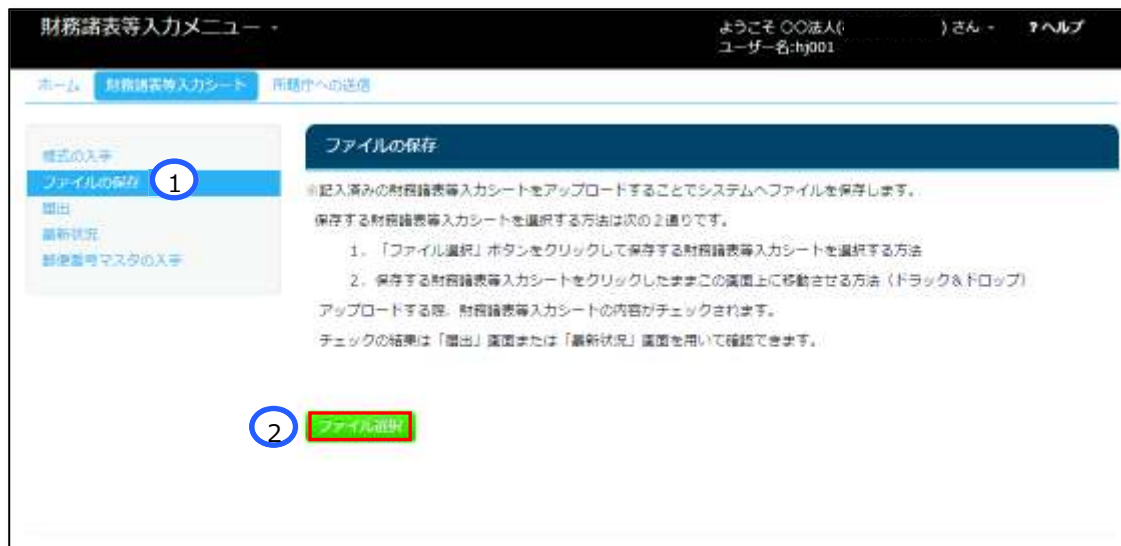 財務諸表等入力メニュー
ようこそ 〇〇法人( )さん
?ヘルプ
ユーザー名:hj001
ホーム 財務諸表等入力シート 所轄庁への送信
様式の入手
ファイルの保存
1
届出
最新状況
郵便番号マスタの入手
ファイルの保存
※記入済みの財務諸表等入力シートをアップロードすることでシステムへファイルを保存します。
保存する財務諸表等入力シートを選択する方法は次の2通りです。
1．「ファイル選択」ボタンをクリックして保存する財務諸表等入力シートを選択する方法
2．保存する財務諸表等入力シートをクリックしたままこの画面上に移動させる方法（ドラック&ドロップ）
アップロードする際、財務諸表等入力シートの内容がチェックされます。
チェックの結果は「届出」画面または「最新状況」画面を用いて確認できます。
2
ファイル選択